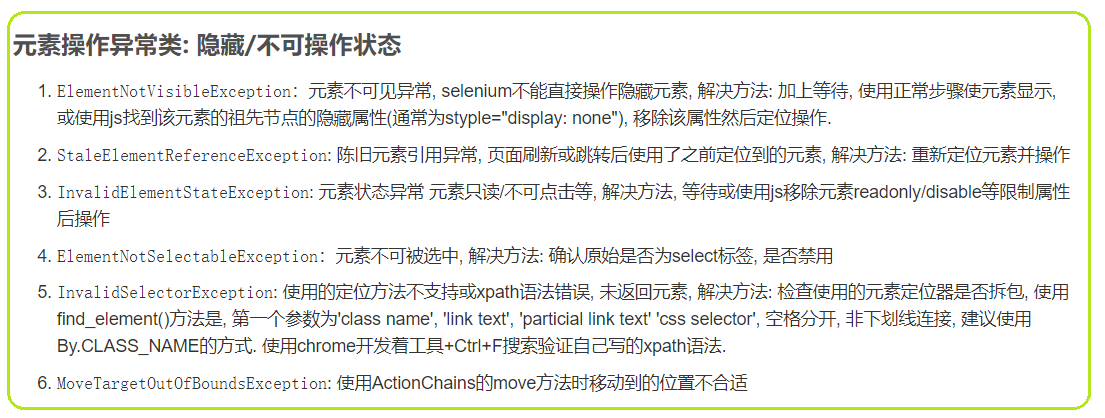 元素操作异常类: 隐藏/不可操作状态
1. ElementNotVisibleException: 元素不可见异常, selenium不能直接操作隐藏元素, 解决方法: 加上等待, 使用正常步骤使元素显示,
或使用js找到该元素的祖先节点的隐藏属性(通常为styple="display: none"), 移除该属性然后定位操作.
2. StaleElementReferenceException: 陈旧元素引用异常, 页面刷新或跳转后使用了之前定位到的元素, 解决方法: 重新定位元素并操作
3. InvalidElementStateException: 元素状态异常 元素只读/不可点击等, 解决方法, 等待或使用js移除元素readonly/disable等限制属性
后操作
4. ElementNotSelectableException: 元素不可被选中, 解决方法: 确认原始是否为select标签, 是否禁用
5. InvalidSelectorException: 使用的定位方法不支持或xpath语法错误, 未返回元素, 解决方法: 检查使用的元素定位器是否拆包, 使用
find_element()方法是, 第一个参数为'class name', 'link text', 'particial link text' 'css selector', 空格分开, 非下划线连接, 建议使用
By.CLASS_NAME的方式. 使用chrome开发着工具+Ctrl+F搜索验证自己写的xpath语法.
6. MoveTargetOutOfBoundsException: 使用ActionChains的move方法时移动到的位置不合适